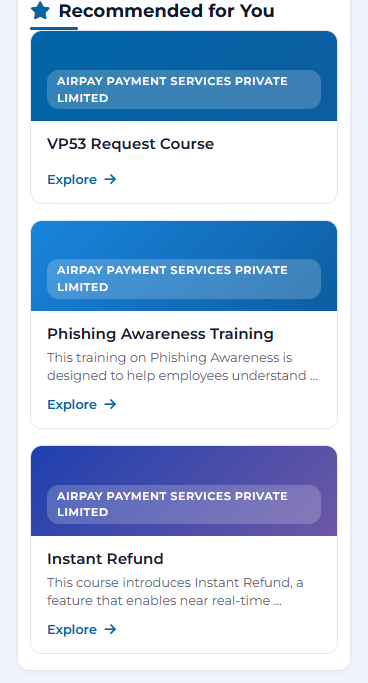 Recommended for You
AIRPAY PAYMENT SERVICES PRIVATE
LIMITED
VP53 Request Course
Explore →
AIRPAY PAYMENT SERVICES PRIVATE
LIMITED
Phishing Awareness Training
This training on Phishing Awareness is
designed to help employees understand ...
Explore →
AIRPAY PAYMENT SERVICES PRIVATE
LIMITED
Instant Refund
This course introduces Instant Refund, a
feature that enables near real-time ...
Explore →